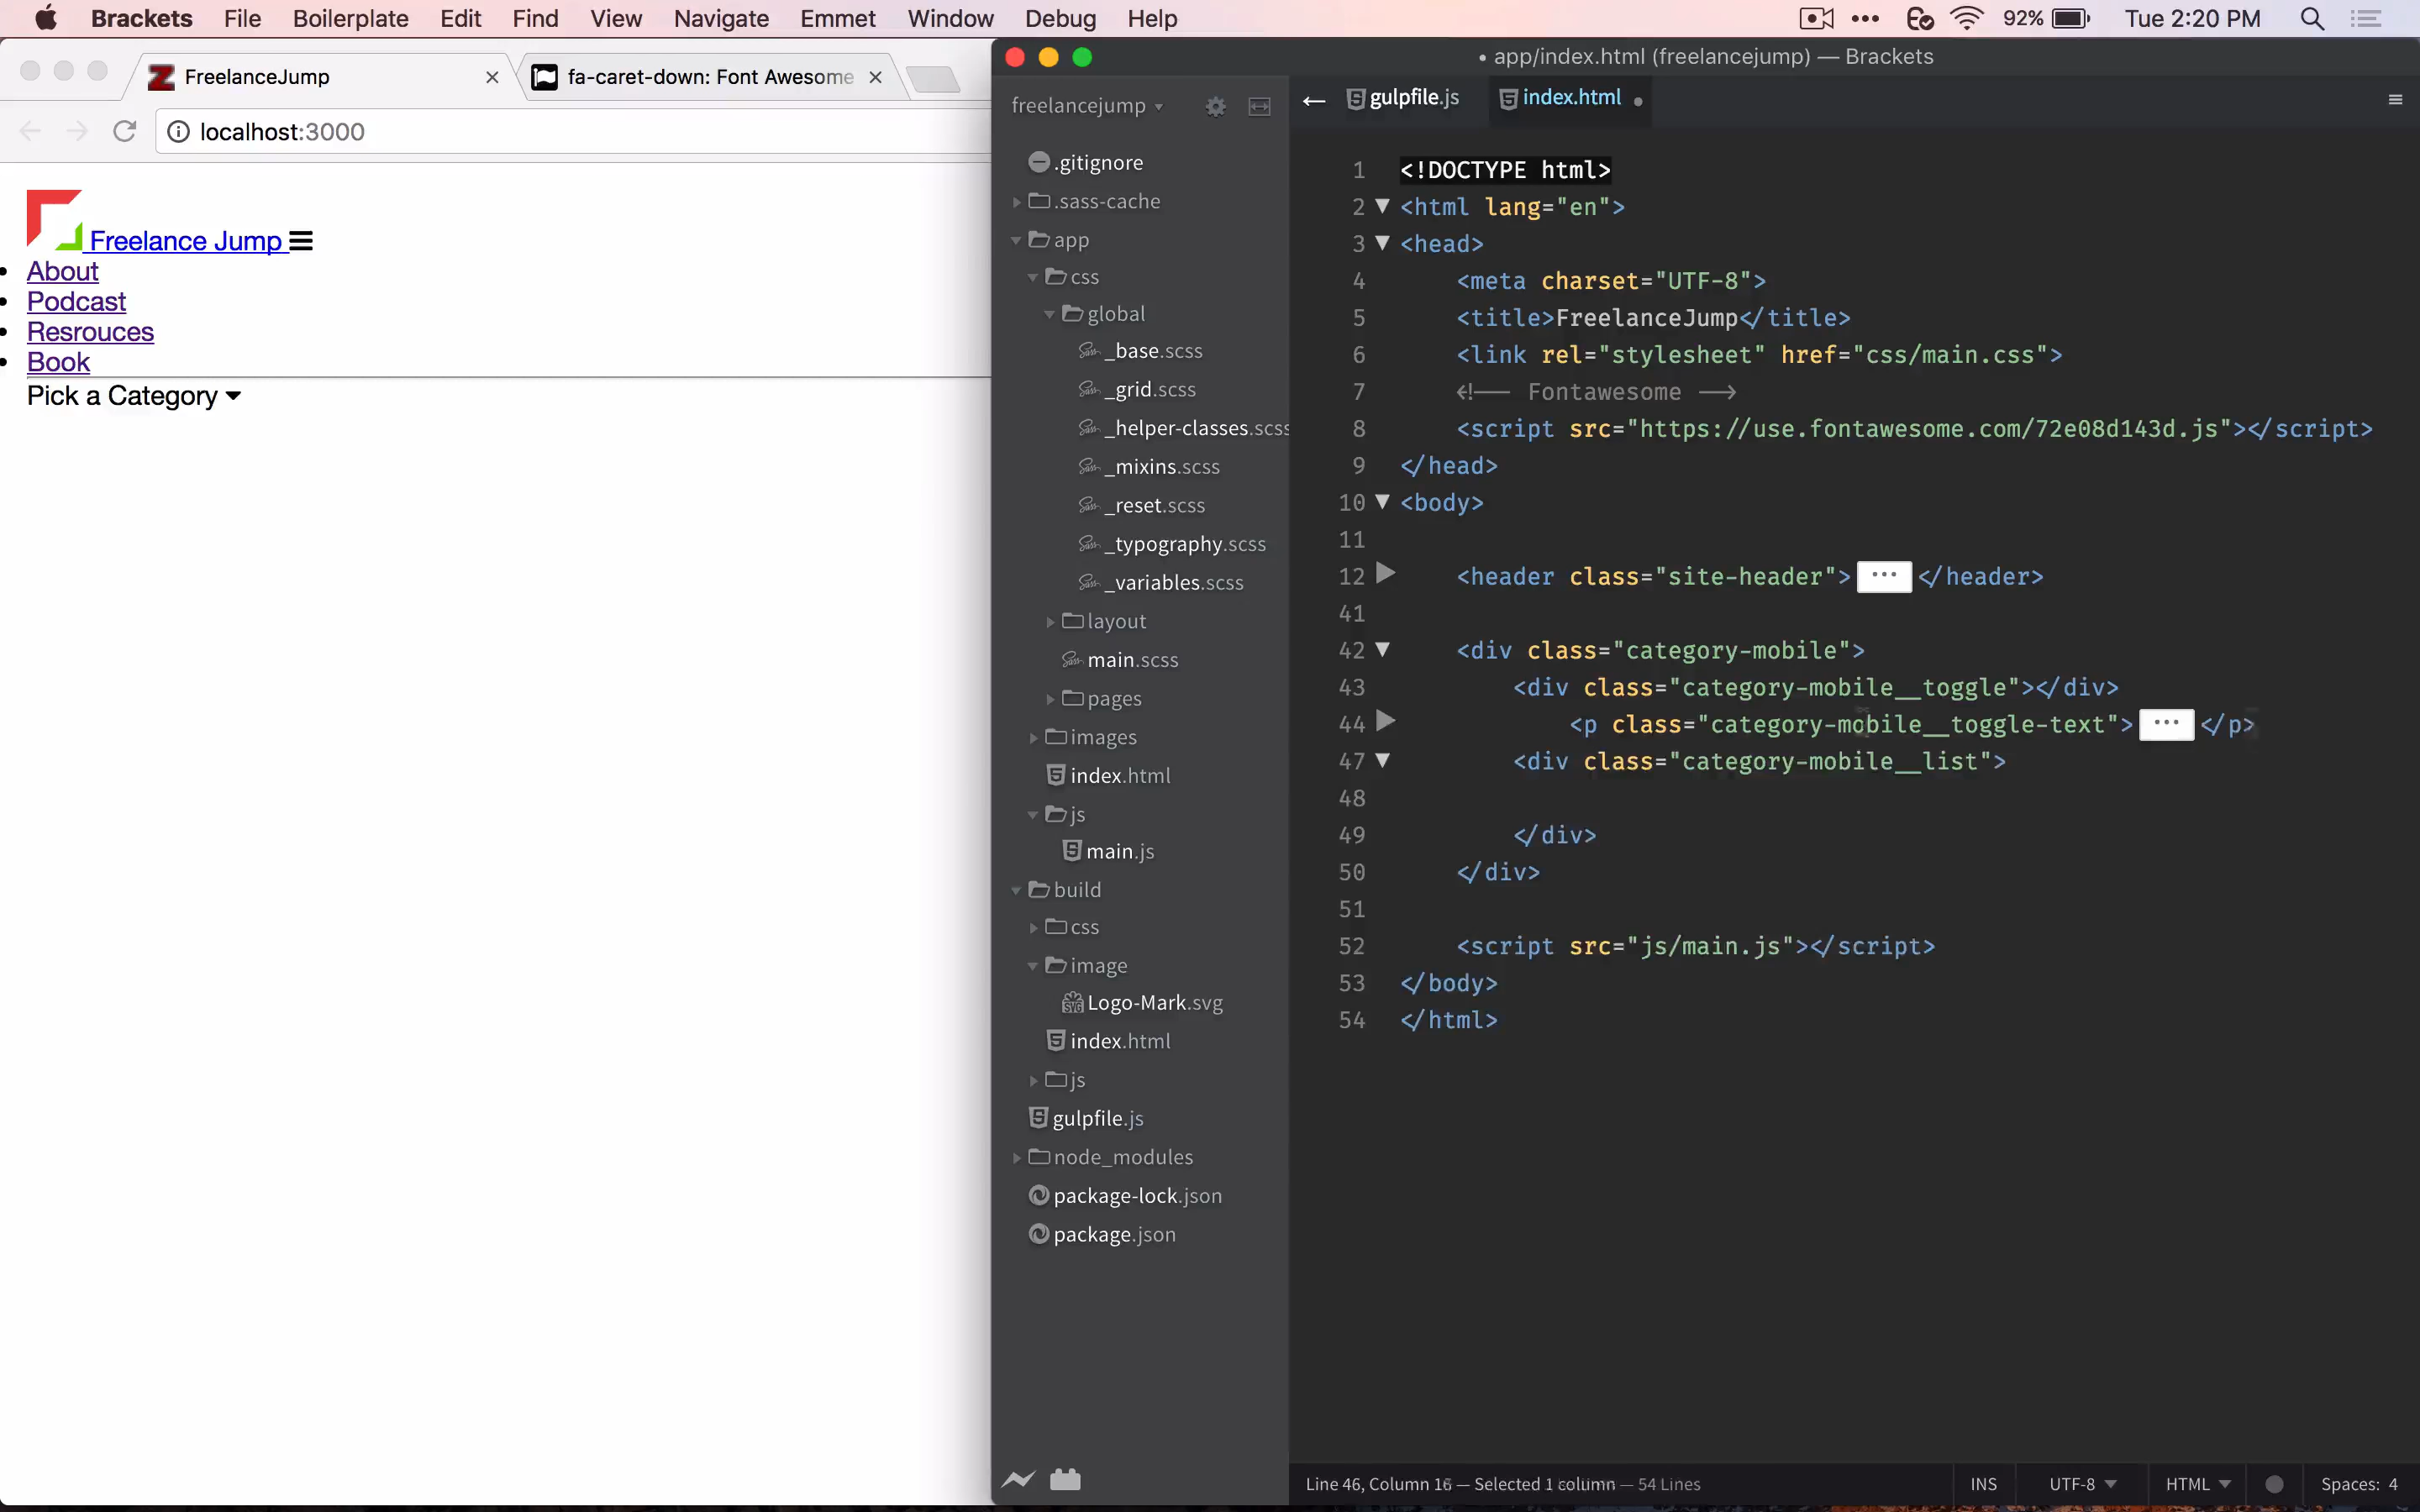 Brackets File Boilerplate Edit Find View Navigate Emmet Window Debug Help 92% Tue 2:20 PM
FreelanceJump
fa-caret-down: Font Awesome
localhost:3000
Freelance Jump
About
Podcast
Resrouces
Book
Pick a Category
• app/index.html (freelancejump) — Brackets
freelancejump
.gitignore
.sass-cache
app
css
global
_base.scss
_grid.scss
_helper-classes.scss
_mixins.scss
_reset.scss
_typography.scss
_variables.scss
layout
main.scss
pages
images
index.html
js
main.js
build
css
image
Logo-Mark.svg
index.html
js
gulpfile.js
node_modules
package-lock.json
package.json
gulpfile.js index.html
1 <!DOCTYPE html>
2 <html lang="en">
3 <head>
4 <meta charset="UTF-8">
5 <title>FreelanceJump</title>
6 <link rel="stylesheet" href="css/main.css">
7 <!-- Fontawesome -->
8 <script src="https://use.fontawesome.com/72e08d143d.js"></script>
9 </head>
10 <body>
11
12 <header class="site-header">...</header>
41
42 <div class="category-mobile">
43 <div class="category-mobile__toggle"></div>
44 <p class="category-mobile__toggle-text">...</p>
47 <div class="category-mobile__list">
48
49 </div>
50 </div>
51
52 <script src="js/main.js"></script>
53 </body>
54 </html>
Line 46, Column 16 — Selected 1 column — 54 Lines
INS UTF-8 HTML Spaces: 4